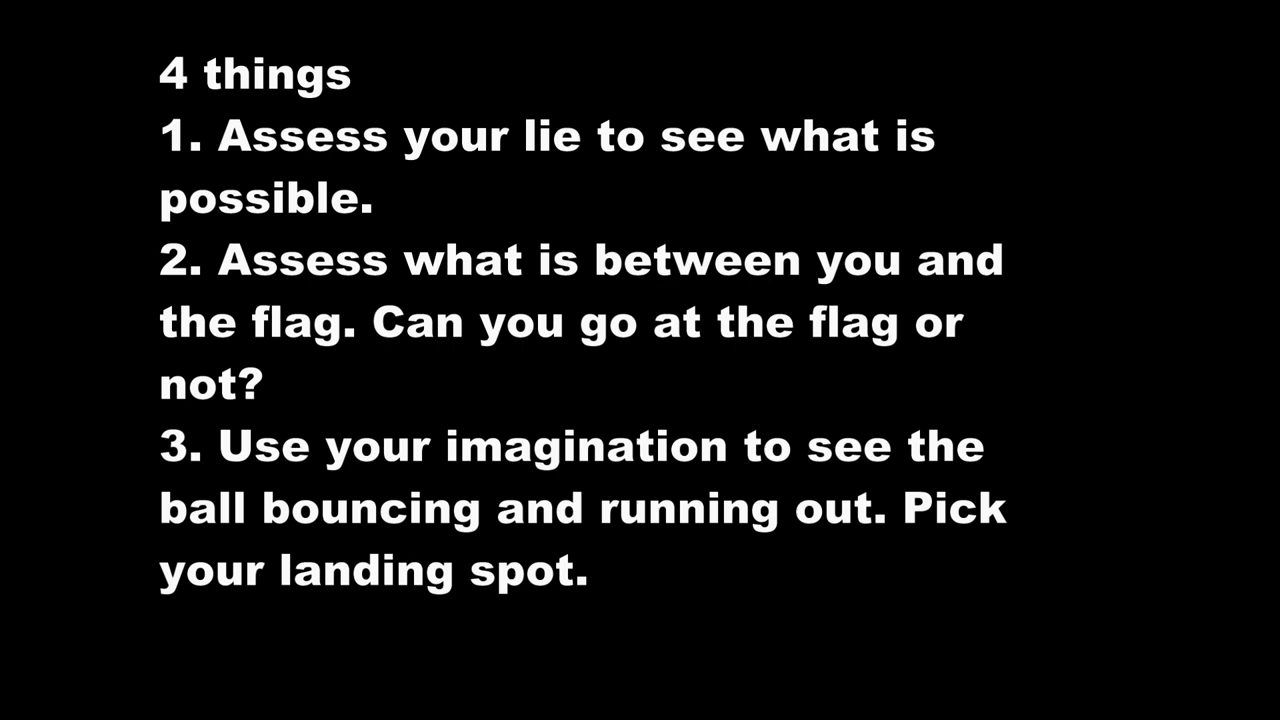 4 things
1. Assess your lie to see what is
possible.
2. Assess what is between you and
the flag. Can you go at the flag or
not?
3. Use your imagination to see the
ball bouncing and running out. Pick
your landing spot.